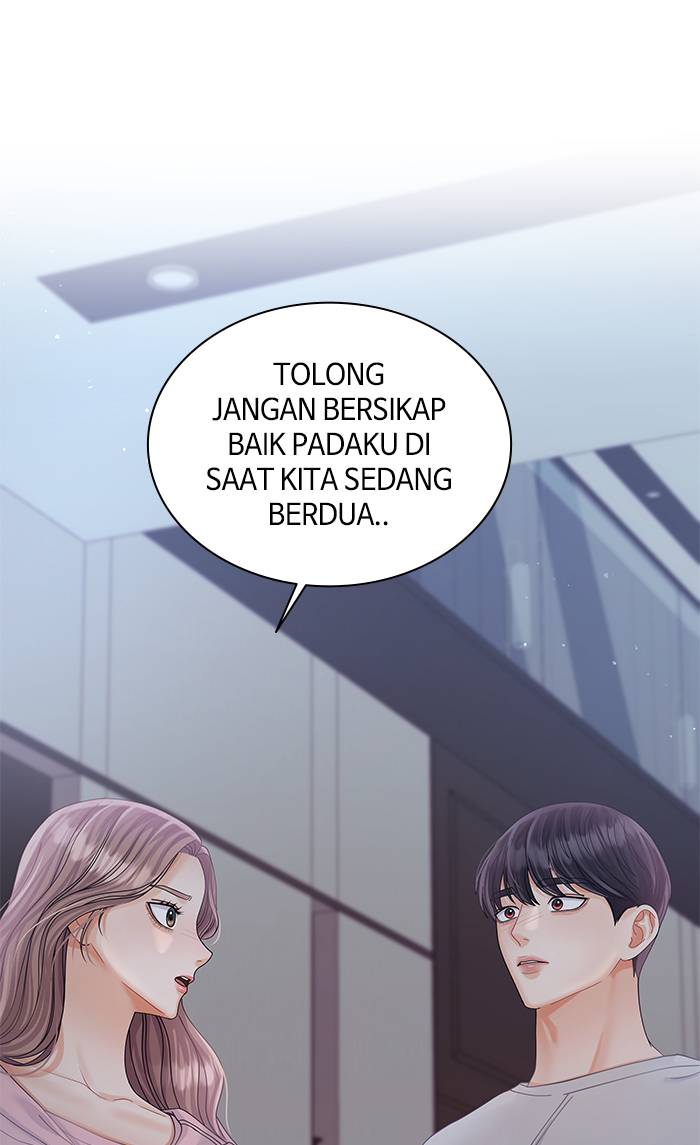 TOLONG
JANGAN BERSIKAP
BAIK PADAKU DI
SAAT KITA SEDANG
BERDUA..